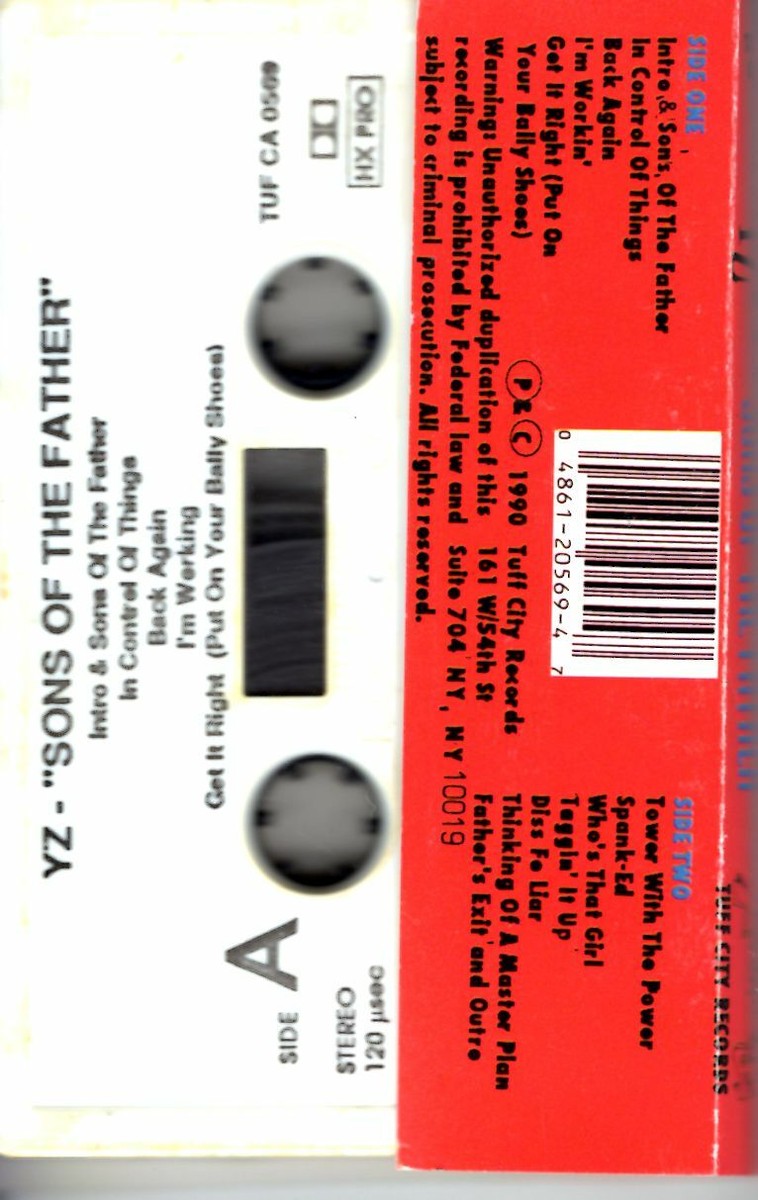 YZ - "SONS OF THE FATHER"
Intro & Sons Of The Father
In Control Of Things
Back Again
I'm Working
Get It Right (Put On Your Bally Shoes)
TUF CA 0569
HX PRO
SIDE A
STEREO
120 µsec
SIDE ONE
Intro & Sons Of The Father
In Control Of Things
Back Again
I'm Workin'
Get It Right (Put On
Your Bally Shoes)
Warning: Unauthorized duplication of this
recording is prohibited by Federal law and
subject to criminal prosecution. All rights reserved.
P & C 1990 Tuff City Records
161 W/54th St
Suite 704 NY, NY 10019
0 4861-20569-4 7
SIDE TWO
Tower With The Power
Spank-Ed
Who's That Girl
Taggin' It Up
Diss Fe Liar
Thinking Of A Master Plan
Father's Exit and Outro
TUFF CITY RECORDS